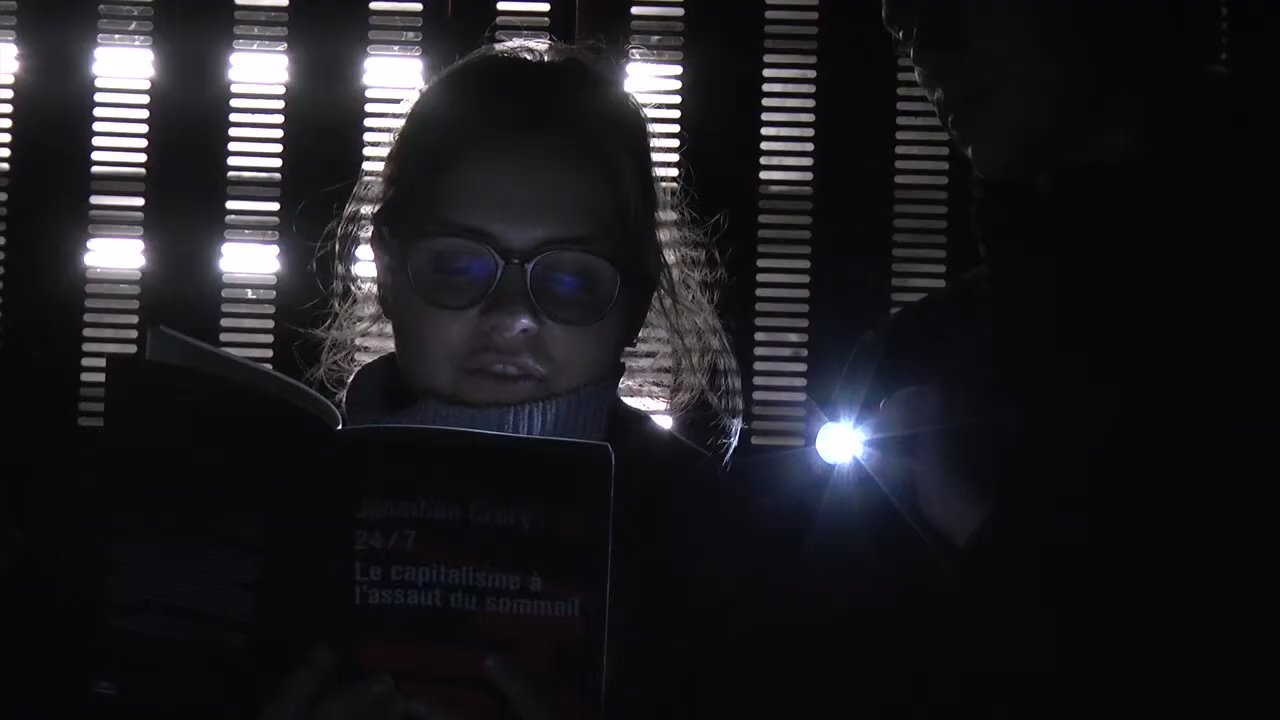 Jonathan Crary
24/7
Le capitalisme à
l'assaut du sommeil